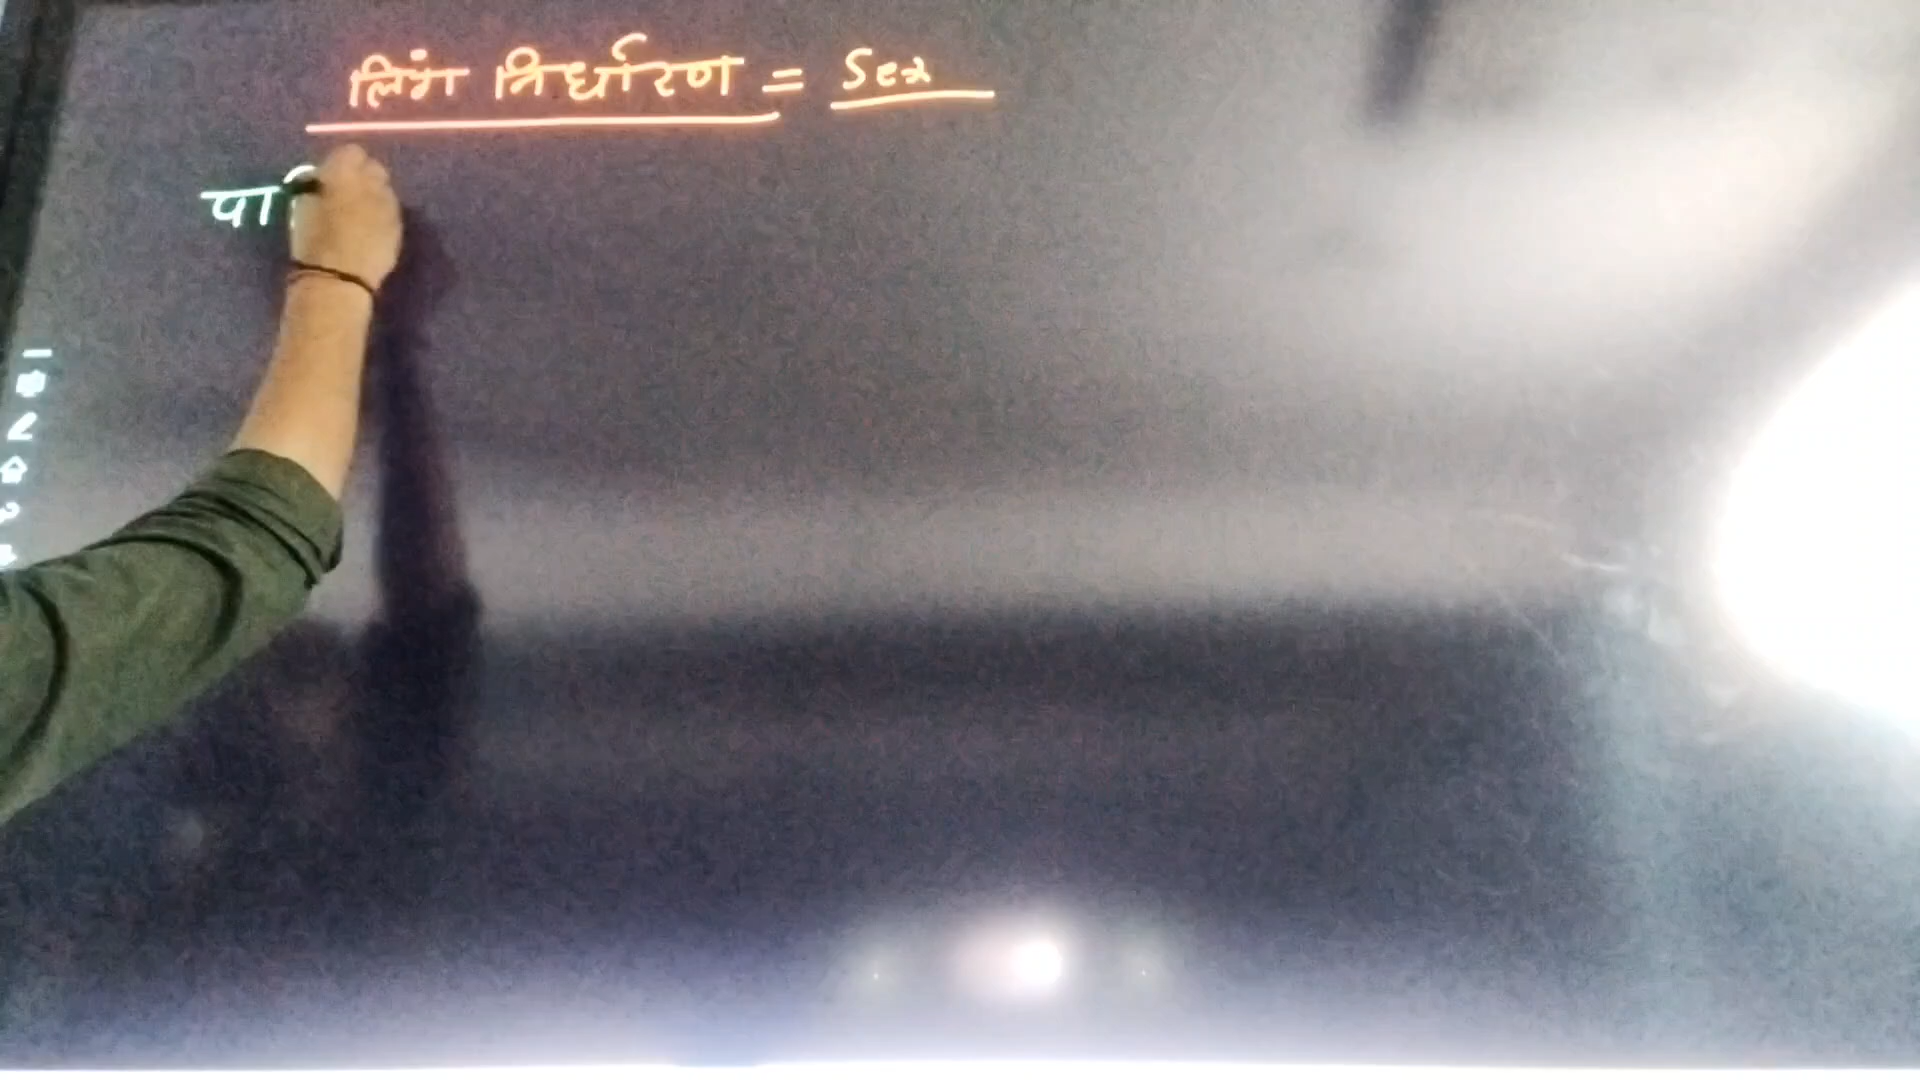 लिंग निर्धारण = Sex